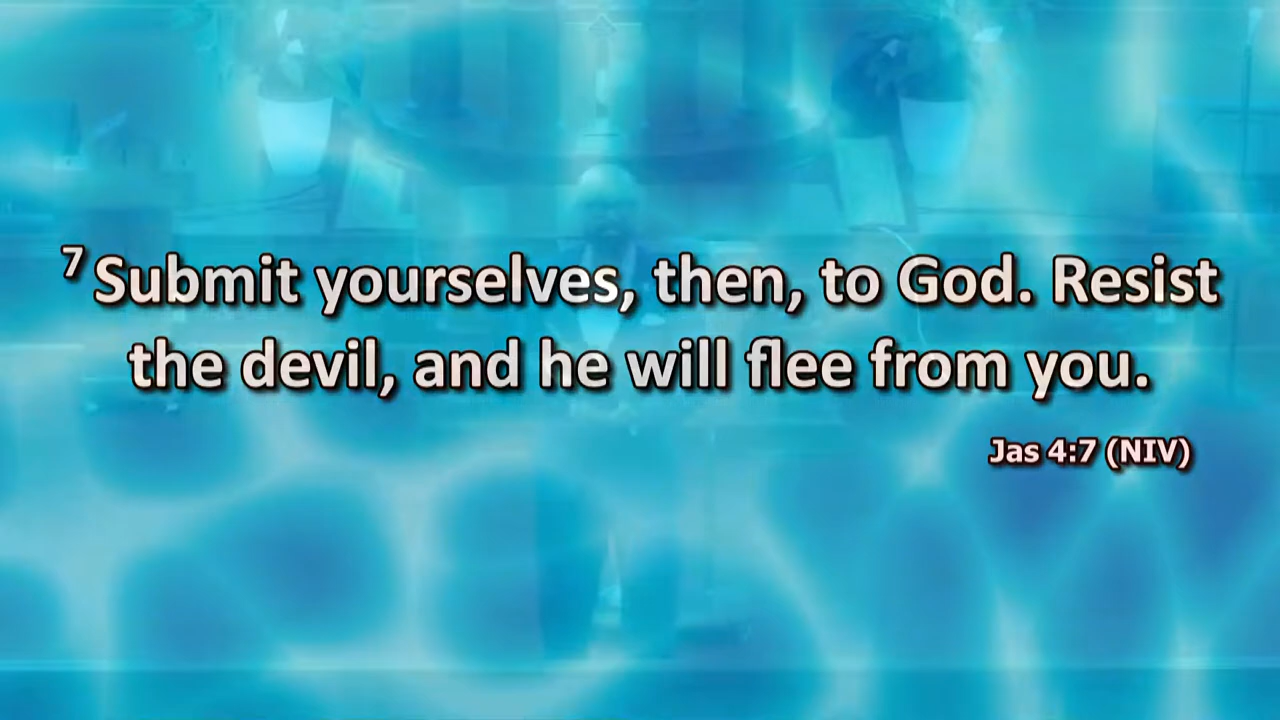 ⁷ Submit yourselves, then, to God. Resist
the devil, and he will flee from you.
Jas 4:7 (NIV)